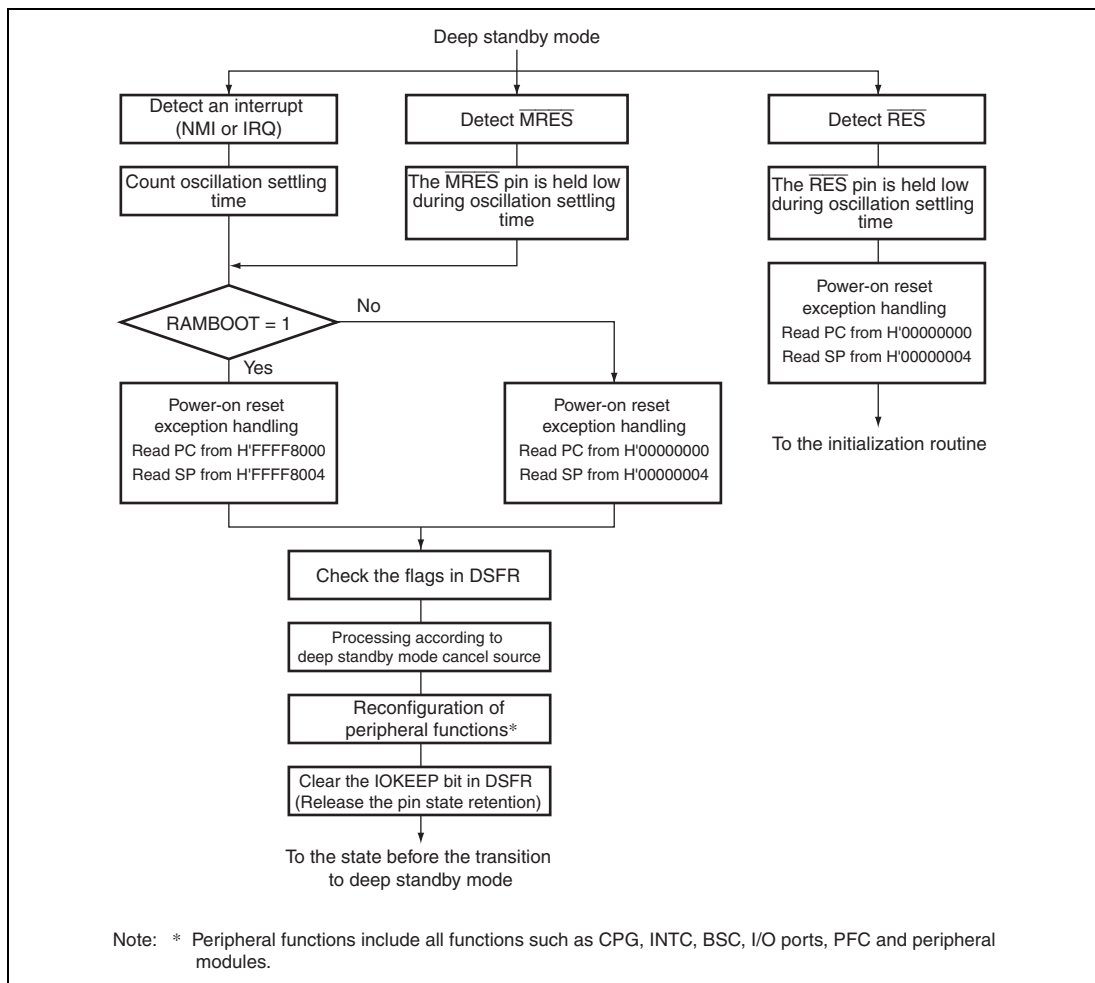 Deep standby mode
Detect an interrupt
(NMI or IRQ)
Detect M̅R̅E̅S̅
Detect R̅E̅S̅
Count oscillation settling
time
The M̅R̅E̅S̅ pin is held low
during oscillation settling
time
The R̅E̅S̅ pin is held low
during oscillation settling
time
RAMBOOT = 1
No
Yes
Power-on reset
exception handling
Read PC from H'00000000
Read SP from H'00000004
To the initialization routine
Power-on reset
exception handling
Read PC from H'FFFF8000
Read SP from H'FFFF8004
Power-on reset
exception handling
Read PC from H'00000000
Read SP from H'00000004
Check the flags in DSFR
Processing according to
deep standby mode cancel source
Reconfiguration of
peripheral functions*
Clear the IOKEEP bit in DSFR
(Release the pin state retention)
To the state before the transition
to deep standby mode
Note: * Peripheral functions include all functions such as CPG, INTC, BSC, I/O ports, PFC and peripheral
modules.